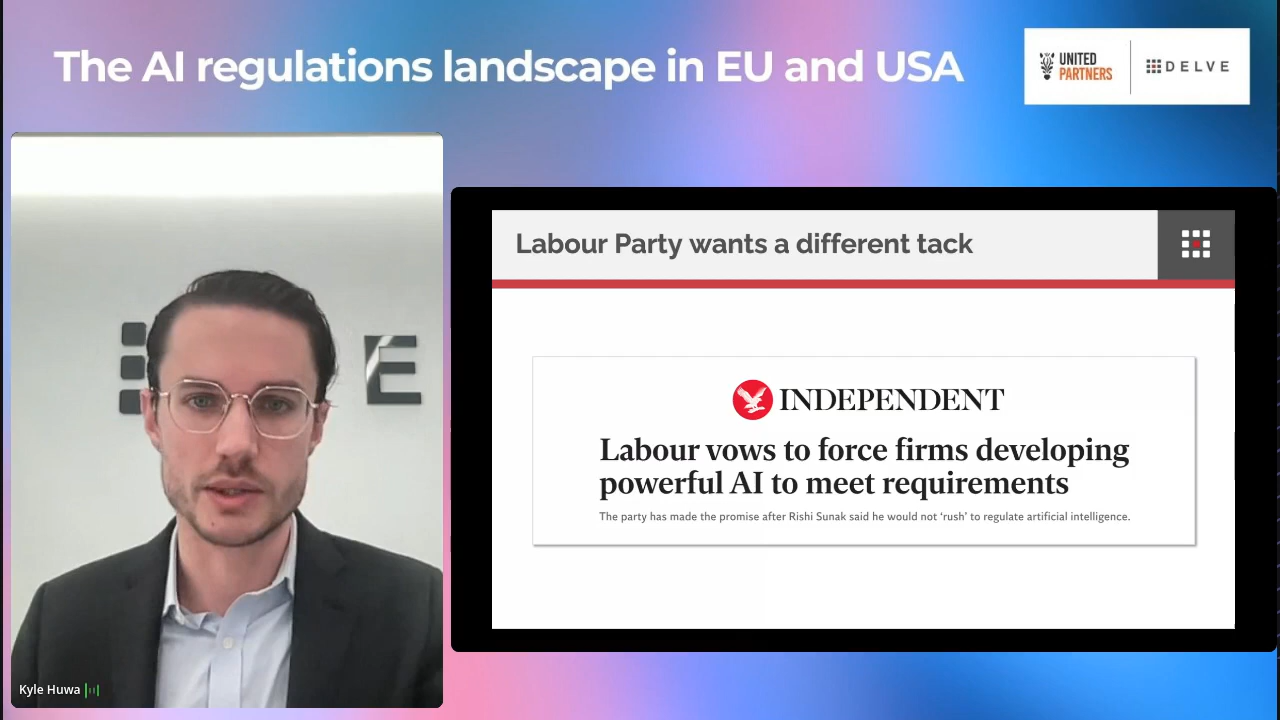 The AI regulations landscape in EU and USA
UNITED
PARTNERS
DELVE
Labour Party wants a different tack
INDEPENDENT
Labour vows to force firms developing
powerful AI to meet requirements
The party has made the promise after Rishi Sunak said he would not ‘rush’ to regulate artificial intelligence.
E
Kyle Huwa